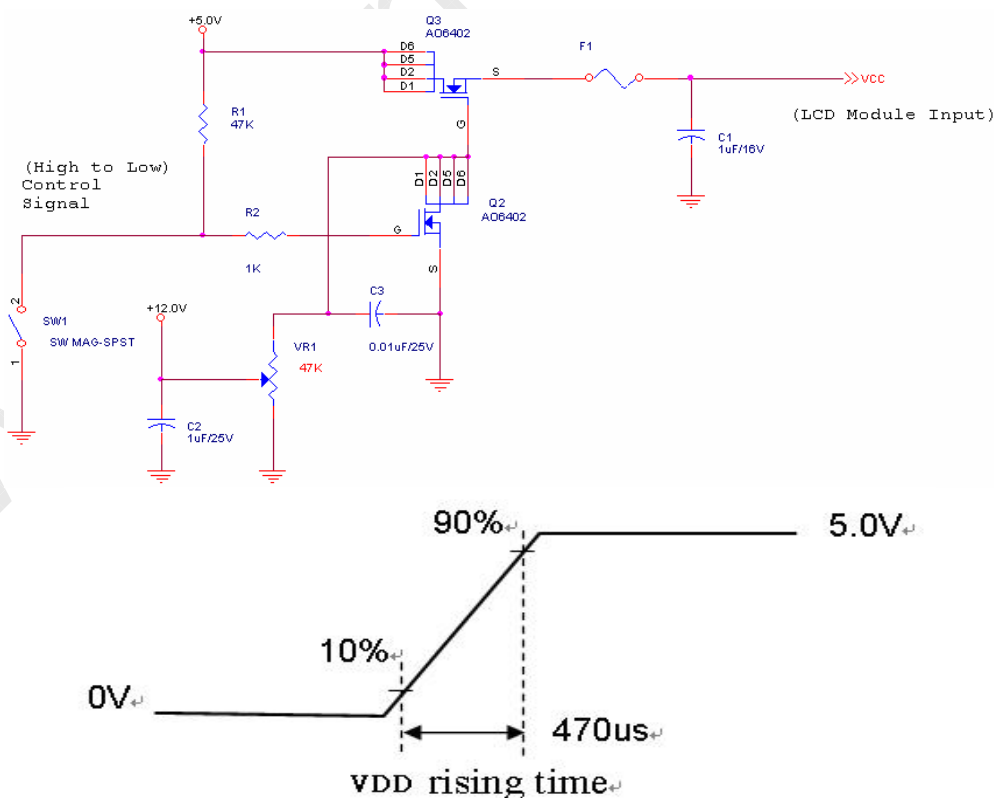 +5.0V
Q3
AO6402
D6
D5
D2
D1
S
G
F1
VCC
(LCD Module Input)
C1
1uF/16V
R1
47K
(High to Low)
Control
Signal
R2
1K
G
D1
D2
D5
D6
Q2
AO6402
S
2
SW1
SW MAG-SPST
1
+12.0V
C3
0.01uF/25V
VR1
47K
C2
1uF/25V
90%
5.0V
10%
0V
470us
VDD rising time